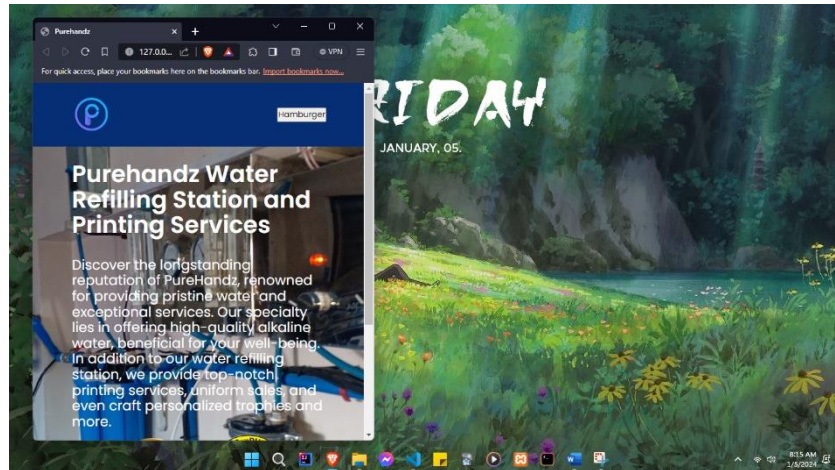 Purehandz
127.0.0...
VPN
For quick access, place your bookmarks here on the bookmarks bar. Import bookmarks now...
Hamburger
RIDAY
JANUARY, 05.
Purehandz Water
Refilling Station and
Printing Services
Discover the longstanding
reputation of PureHandz, renowned
for providing pristine water and
exceptional services. Our specialty
lies in offering high-quality alkaline
water, beneficial for your well-being.
In addition to our water refilling
station, we provide top-notch
printing services, uniform sales, and
even craft personalized trophies and
more.
8:15 AM
1/5/2024